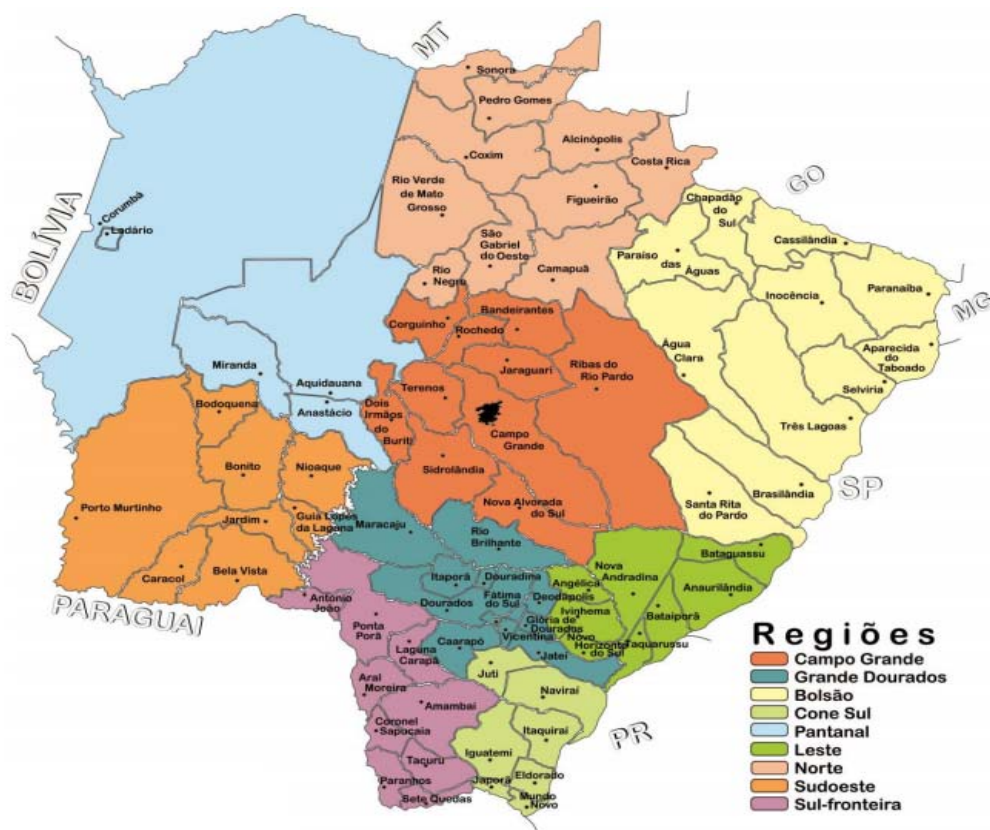 MT
Sonora
Pedro Gomes
Alcinòpolis
Coxim
Costa Rica
Rio Verde
de Mato
Grosso
Figueirão
GO
Chapadão
do
Sul
São
Gabriel
do Oeste
Cassilândia
Corumbá
Ladário
BOLÍVIA
Paraíso
das
Águas
Rio
Negro
Camapuã
Inocência
Paranaiba
MG
Corguinho
Bandeirantes
Rochedo
Água
Clara
Aparecida
do
Taboado
Miranda
Jaraguari
Ribas do
Rio Pardo
Selvíria
Aquidauana
Anastácio
Terenos
Dois
Irmãos
do
Buriti
Bodoquena
Campo
Grande
Três Lagoas
Bonito
Nioaque
Sidrolândia
SP
Brasilândia
Santa Rita
do Pardo
Porto Murtinho
Guia Lopes
da Laguna
Jardim
Nova Alvorada
do Sul
Maracaju
Rio
Brilhante
Bataguassu
Caracol
Bela Vista
PARAGUAI
Nova
Andradina
Anaurilândia
Itaporã
Douradina
Angélica
Antônio
João
Dourados
Fátima
do Sul
Deodápolis
Ivinhema
Bataiporã
Ponta
Porã
Glória de
Dourados
Vicentina
Novo
Horizonte
do Sul
Taquarussu
Laguna
Carapã
Caarapó
Jateí
Juti
Naviraí
PR
Aral
Moreira
Amambai
Coronel
Sapucaia
Itaquiraí
Iguatemi
Tacuru
Paranhos
Japorã
Eldorado
Sete Quedas
Mundo
Novo
Regiões
Campo Grande
Grande Dourados
Bolsão
Cone Sul
Pantanal
Leste
Norte
Sudoeste
Sul-fronteira